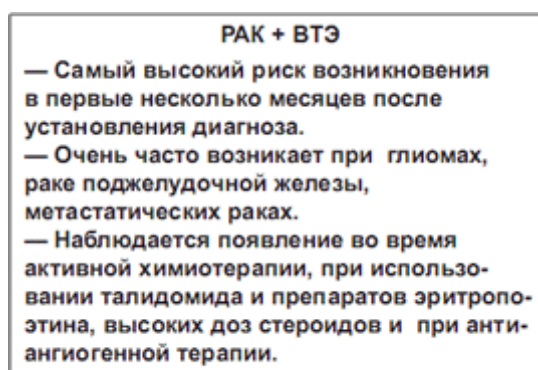 РАК + ВТЭ
— Самый высокий риск возникновения
в первые несколько месяцев после
установления диагноза.
— Очень часто возникает при глиомах,
раке поджелудочной железы,
метастатических раках.
— Наблюдается появление во время
активной химиотерапии, при использо-
вании талидомида и препаратов эритропо-
этина, высоких доз стероидов и при анти-
ангиогенной терапии.